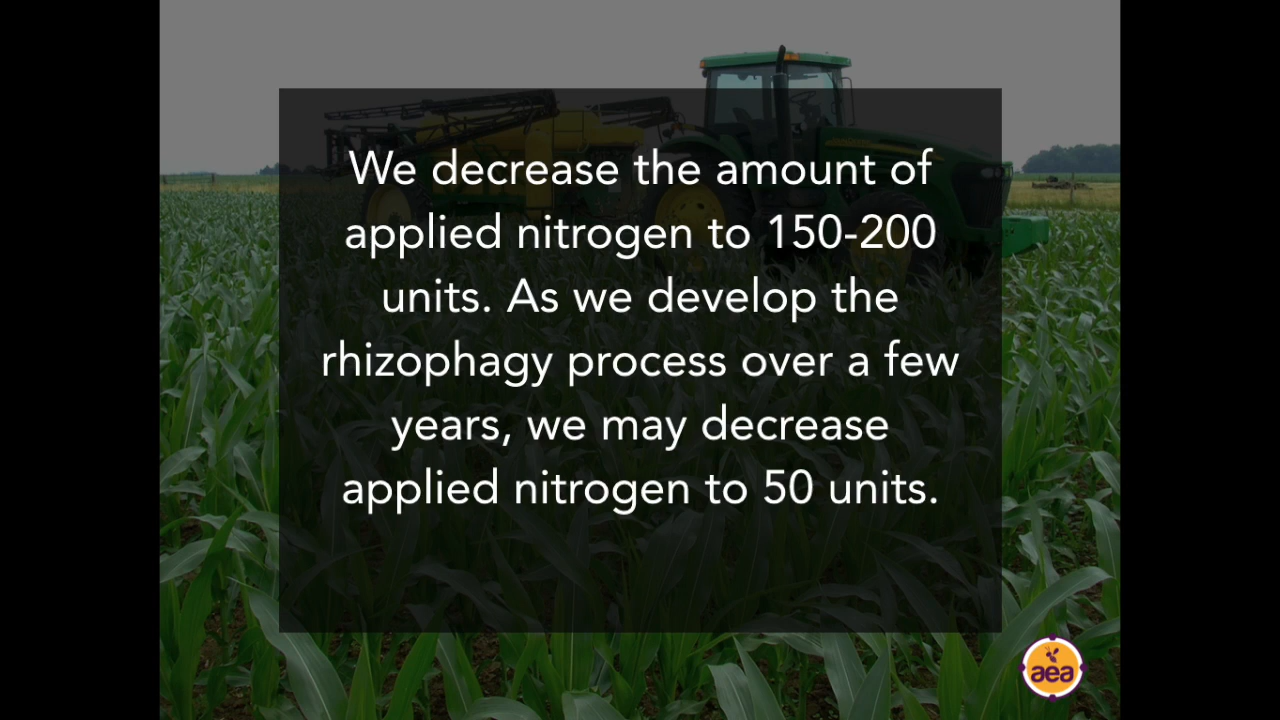 We decrease the amount of
applied nitrogen to 150-200
units. As we develop the
rhizophagy process over a few
years, we may decrease
applied nitrogen to 50 units.
aea